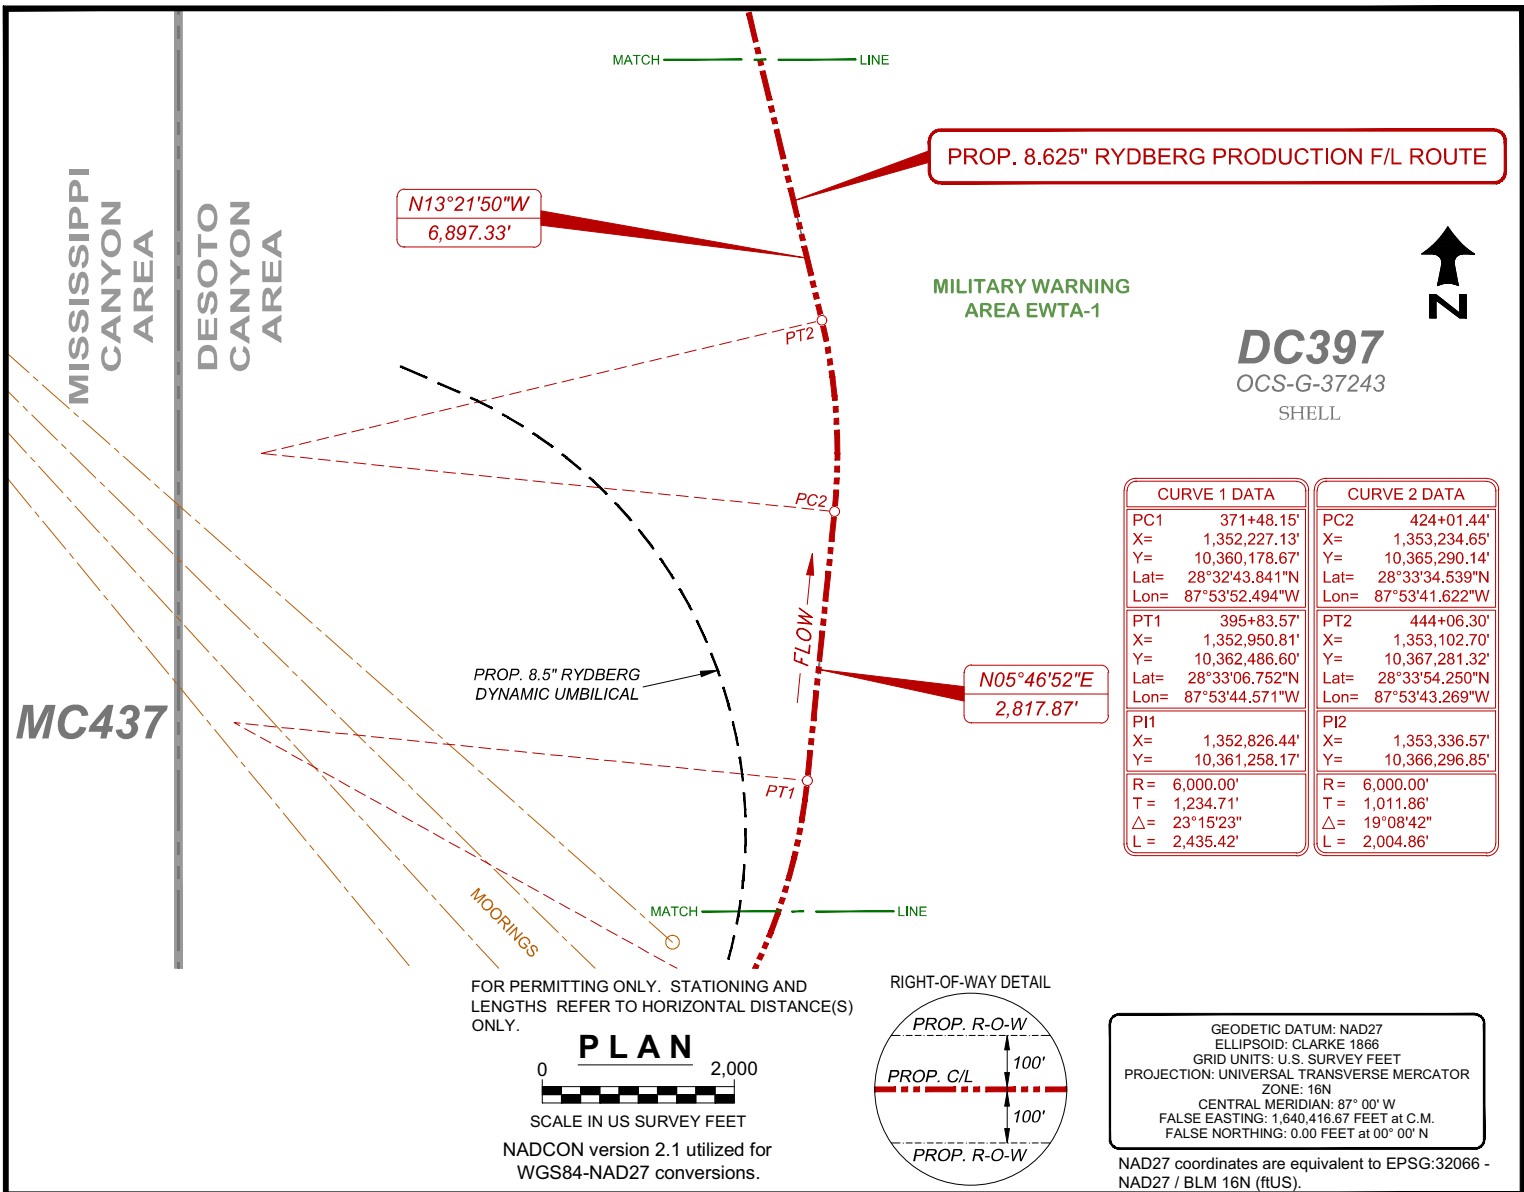 MATCH LINE
PROP. 8.625" RYDBERG PRODUCTION F/L ROUTE
MISSISSIPPI
CANYON
AREA
DESOTO
CANYON
AREA
N13°21'50"W
6,897.33'
MILITARY WARNING
AREA EWTA-1
N
DC397
OCS-G-37243
SHELL
PT2
PC2
FLOW
PROP. 8.5" RYDBERG
DYNAMIC UMBILICAL
N05°46'52"E
2,817.87'
MC437
PT1
MOORINGS
MATCH LINE
CURVE 1 DATA
PC1 371+48.15'
X= 1,352,227.13'
Y= 10,360,178.67'
Lat= 28°32'43.841"N
Lon= 87°53'52.494"W
PT1 395+83.57'
X= 1,352,950.81'
Y= 10,362,486.60'
Lat= 28°33'06.752"N
Lon= 87°53'44.571"W
PI1
X= 1,352,826.44'
Y= 10,361,258.17'
R = 6,000.00'
T = 1,234.71'
△= 23°15'23"
L = 2,435.42'
CURVE 2 DATA
PC2 424+01.44'
X= 1,353,234.65'
Y= 10,365,290.14'
Lat= 28°33'34.539"N
Lon= 87°53'41.622"W
PT2 444+06.30'
X= 1,353,102.70'
Y= 10,367,281.32'
Lat= 28°33'54.250"N
Lon= 87°53'43.269"W
PI2
X= 1,353,336.57'
Y= 10,366,296.85'
R = 6,000.00'
T = 1,011.86'
△= 19°08'42"
L = 2,004.86'
FOR PERMITTING ONLY. STATIONING AND
LENGTHS REFER TO HORIZONTAL DISTANCE(S)
ONLY.
PLAN
0 2,000
SCALE IN US SURVEY FEET
NADCON version 2.1 utilized for
WGS84-NAD27 conversions.
RIGHT-OF-WAY DETAIL
PROP. R-O-W
100'
PROP. C/L
100'
PROP. R-O-W
GEODETIC DATUM: NAD27
ELLIPSOID: CLARKE 1866
GRID UNITS: U.S. SURVEY FEET
PROJECTION: UNIVERSAL TRANSVERSE MERCATOR
ZONE: 16N
CENTRAL MERIDIAN: 87° 00' W
FALSE EASTING: 1,640,416.67 FEET at C.M.
FALSE NORTHING: 0.00 FEET at 00° 00' N
NAD27 coordinates are equivalent to EPSG:32066 -
NAD27 / BLM 16N (ftUS).